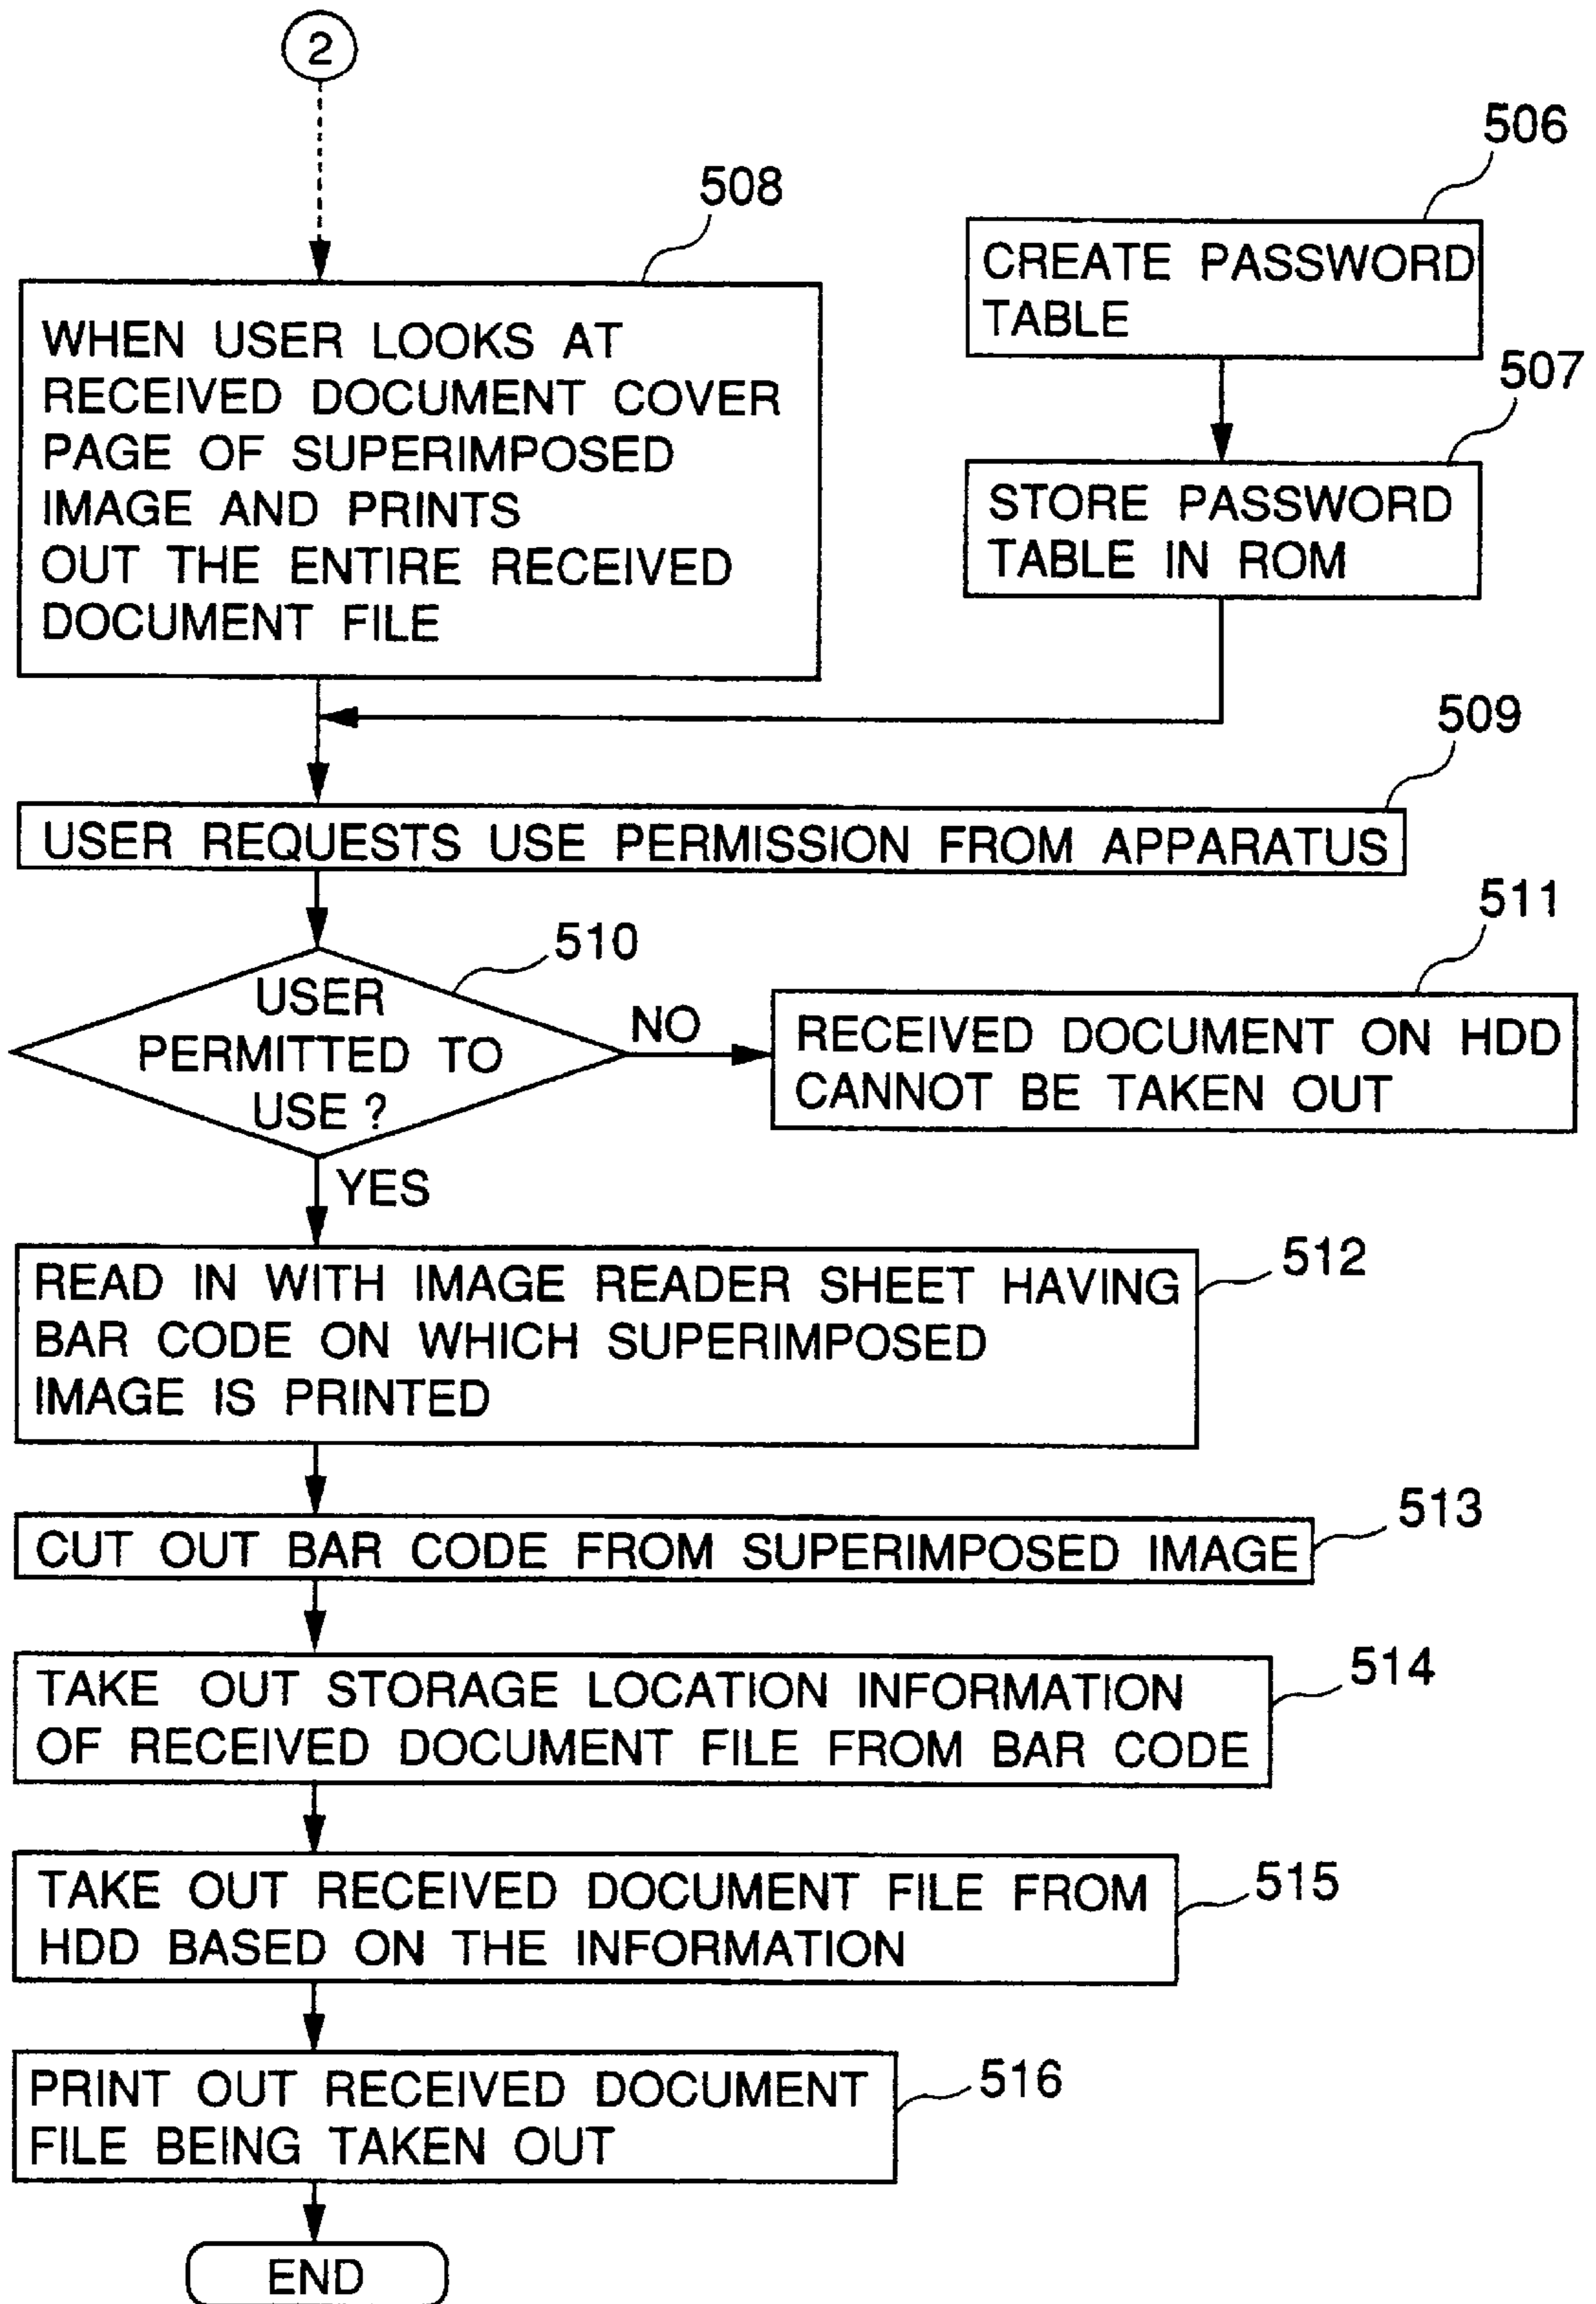 2
506
508
CREATE PASSWORD
TABLE
WHEN USER LOOKS AT
RECEIVED DOCUMENT COVER
PAGE OF SUPERIMPOSED
IMAGE AND PRINTS
OUT THE ENTIRE RECEIVED
DOCUMENT FILE
507
STORE PASSWORD
TABLE IN ROM
509
USER REQUESTS USE PERMISSION FROM APPARATUS
510
511
USER
PERMITTED TO
USE ?
NO
RECEIVED DOCUMENT ON HDD
CANNOT BE TAKEN OUT
YES
512
READ IN WITH IMAGE READER SHEET HAVING
BAR CODE ON WHICH SUPERIMPOSED
IMAGE IS PRINTED
513
CUT OUT BAR CODE FROM SUPERIMPOSED IMAGE
514
TAKE OUT STORAGE LOCATION INFORMATION
OF RECEIVED DOCUMENT FILE FROM BAR CODE
515
TAKE OUT RECEIVED DOCUMENT FILE FROM
HDD BASED ON THE INFORMATION
516
PRINT OUT RECEIVED DOCUMENT
FILE BEING TAKEN OUT
END